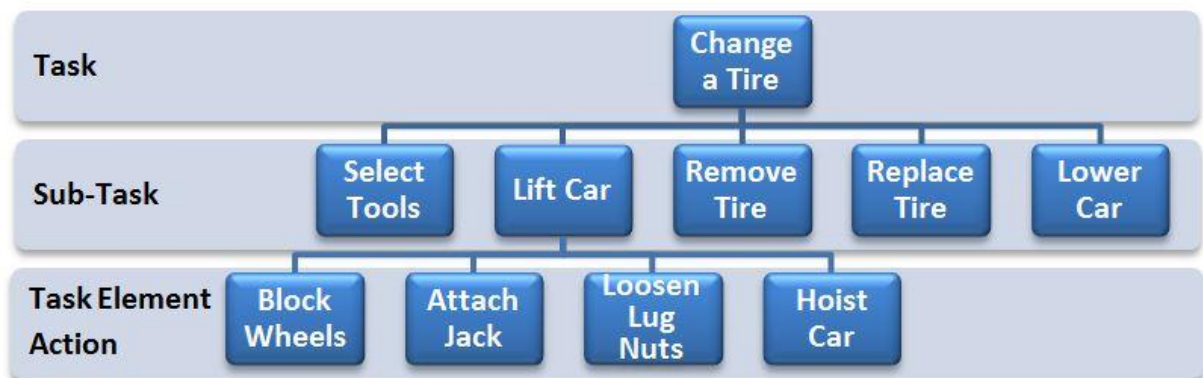 Task
Change
a Tire
Sub-Task
Select
Tools
Lift Car
Remove
Tire
Replace
Tire
Lower
Car
Task Element
Action
Block
Wheels
Attach
Jack
Loosen
Lug
Nuts
Hoist
Car